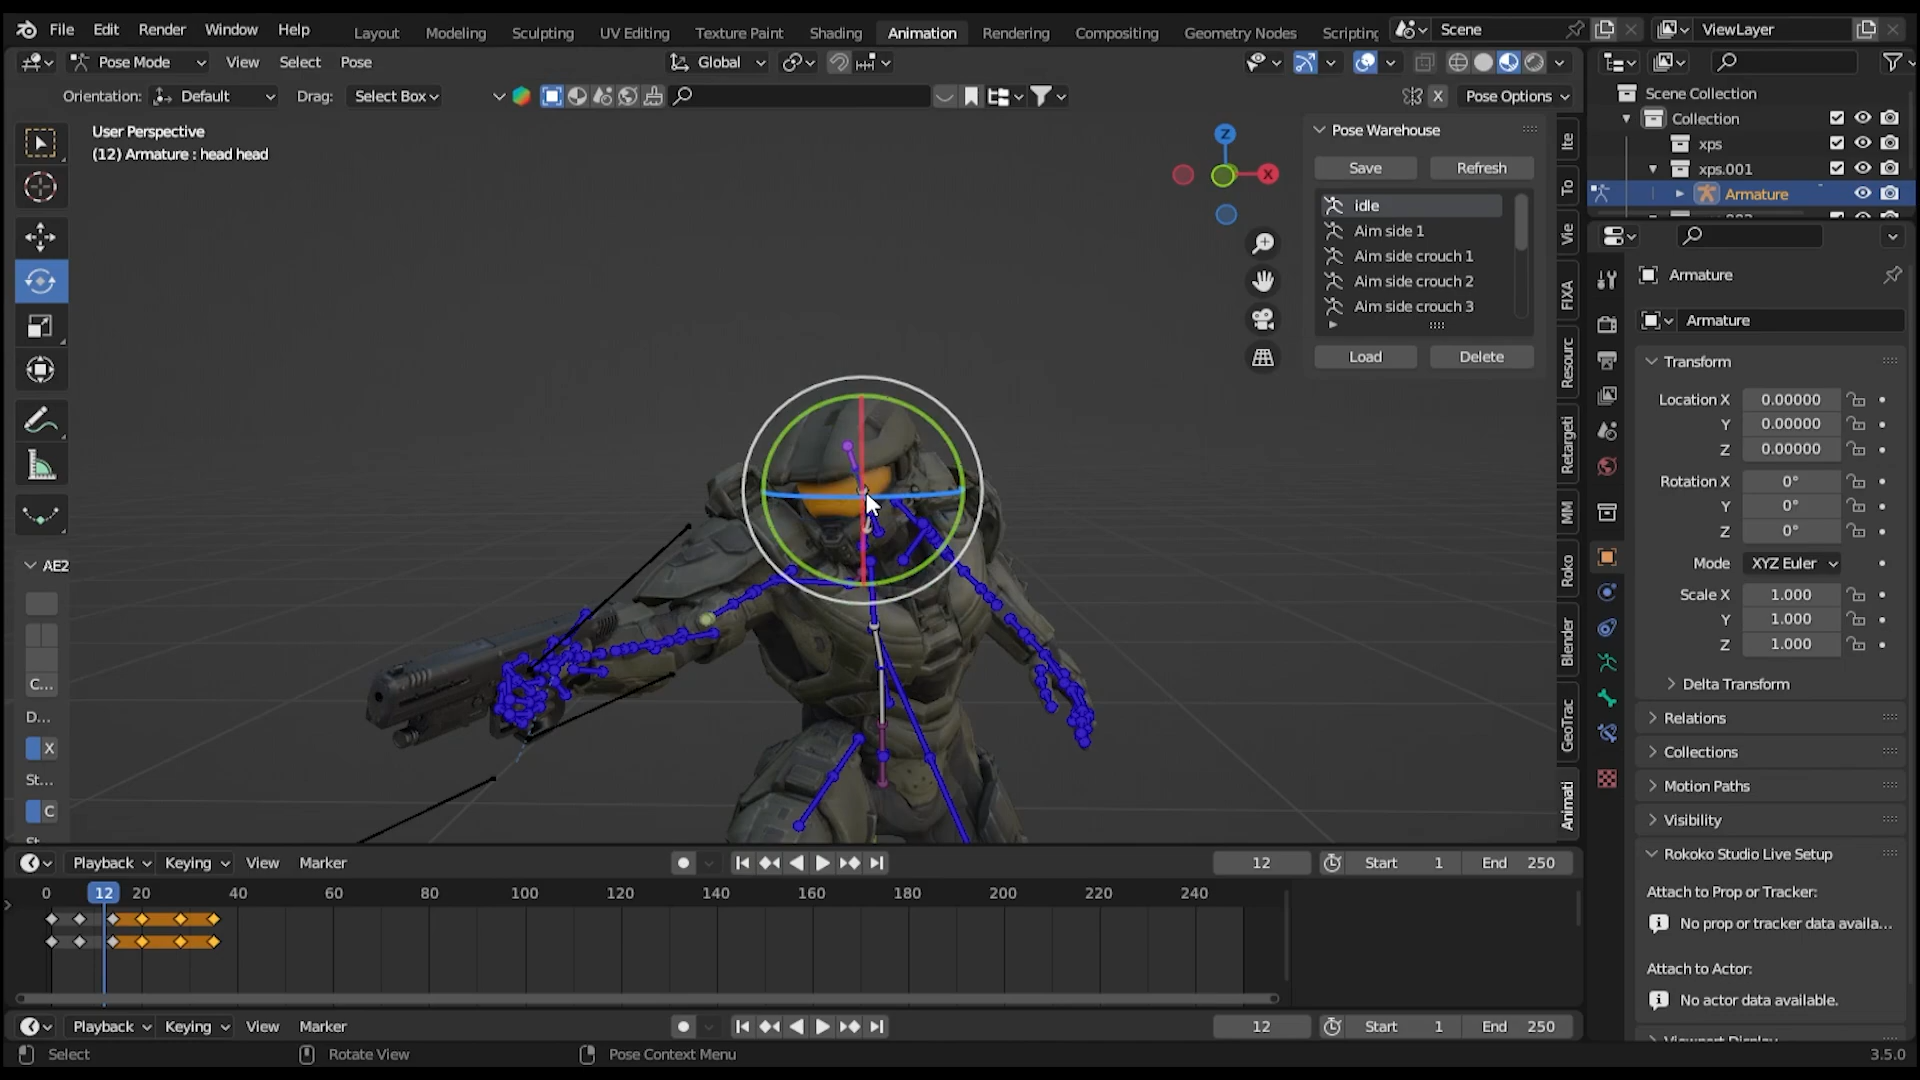 File Edit Render Window Help Layout Modeling Sculpting UV Editing Texture Paint Shading Animation Rendering Compositing Geometry Nodes Scripting Scene ViewLayer
Pose Mode View Select Pose Global
Orientation: Default Drag: Select Box X Pose Options
User Perspective
(12) Armature : head head
Z
X
Pose Warehouse
Save Refresh
idle
Aim side 1
Aim side crouch 1
Aim side crouch 2
Aim side crouch 3
Load Delete
Ite
To
Vie
FIXA
Resourc
Retargeti
MM
Roko
Blender
GeoTrac
Animati
AE2
C...
D...
X
St...
C
Scene Collection
Collection
xps
xps.001
Armature
Armature
Armature
Transform
Location X 0.00000
Y 0.00000
Z 0.00000
Rotation X 0°
Y 0°
Z 0°
Mode XYZ Euler
Scale X 1.000
Y 1.000
Z 1.000
Delta Transform
Relations
Collections
Motion Paths
Visibility
Rokoko Studio Live Setup
Attach to Prop or Tracker:
No prop or tracker data availa...
Attach to Actor:
No actor data available.
Playback Keying View Marker 12 Start 1 End 250
0 12 20 40 60 80 100 120 140 160 180 200 220 240
Playback Keying View Marker 12 Start 1 End 250
Select Rotate View Pose Context Menu 3.5.0